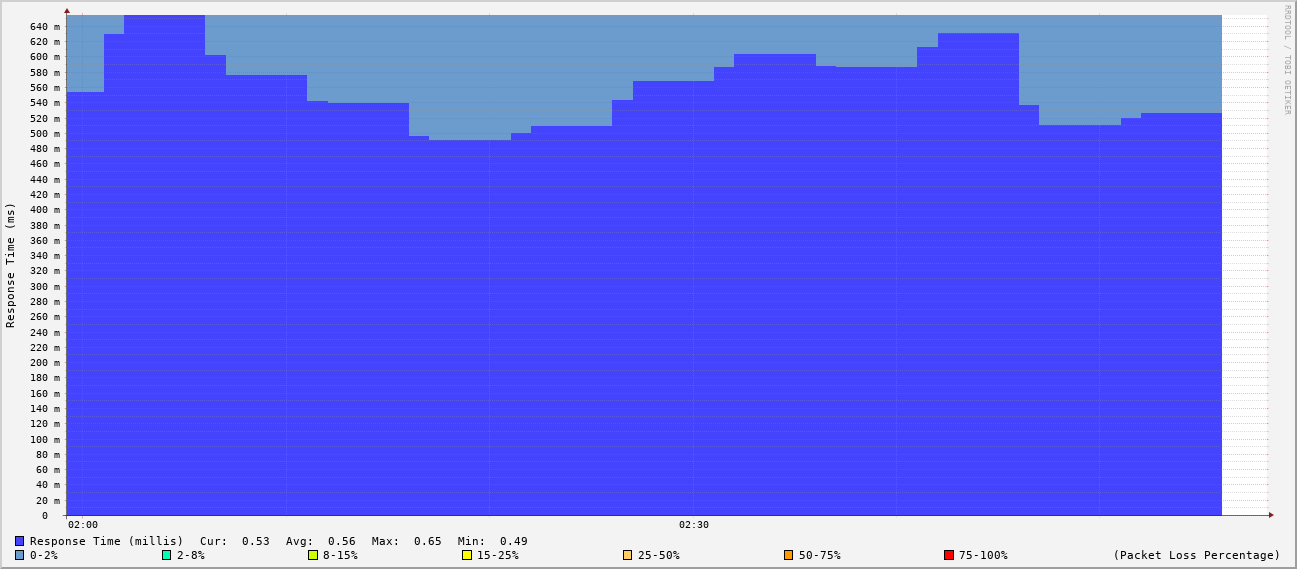 RRDTOOL / TOBI OETIKER
Response Time (ms)
640 m
620 m
600 m
580 m
560 m
540 m
520 m
500 m
480 m
460 m
440 m
420 m
400 m
380 m
360 m
340 m
320 m
300 m
280 m
260 m
240 m
220 m
200 m
180 m
160 m
140 m
120 m
100 m
80 m
60 m
40 m
20 m
0
02:00 02:30
Response Time (millis) Cur: 0.53 Avg: 0.56 Max: 0.65 Min: 0.49
0-2% 2-8% 8-15% 15-25% 25-50% 50-75% 75-100% (Packet Loss Percentage)